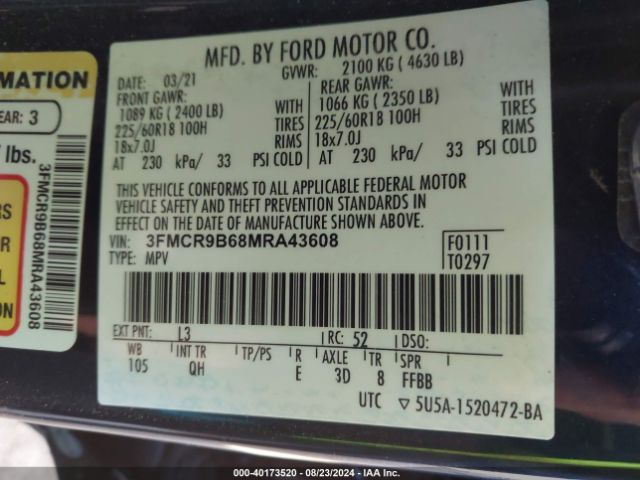 RMATION
EAR: 3
lbs.
3FMCR9B68MRA43608
RS
OR
L
S
MFD. BY FORD MOTOR CO.
DATE: 03/21 GVWR: 2100 KG ( 4630 LB)
FRONT GAWR: REAR GAWR:
1089 KG ( 2400 LB) WITH 1066 KG ( 2350 LB) WITH
225/60R18 100H TIRES 225/60R18 100H TIRES
18x7.0J RIMS 18x7.0J RIMS
AT 230 kPa/ 33 PSI COLD AT 230 kPa/ 33 PSI COLD
THIS VEHICLE CONFORMS TO ALL APPLICABLE FEDERAL MOTOR
VEHICLE SAFETY AND THEFT PREVENTION STANDARDS IN
EFFECT ON THE DATE OF MANUFACTURE SHOWN ABOVE.
VIN: 3FMCR9B68MRA43608 F0111
TYPE: MPV T0297
EXT PNT: L3 RC: 52 DSO:
WB INT TR TP/PS R AXLE TR SPR
105 QH E 3D 8 FFBB
UTC ▽5U5A-1520472-BA
000-40173520 - 08/23/2024 - IAA Inc.